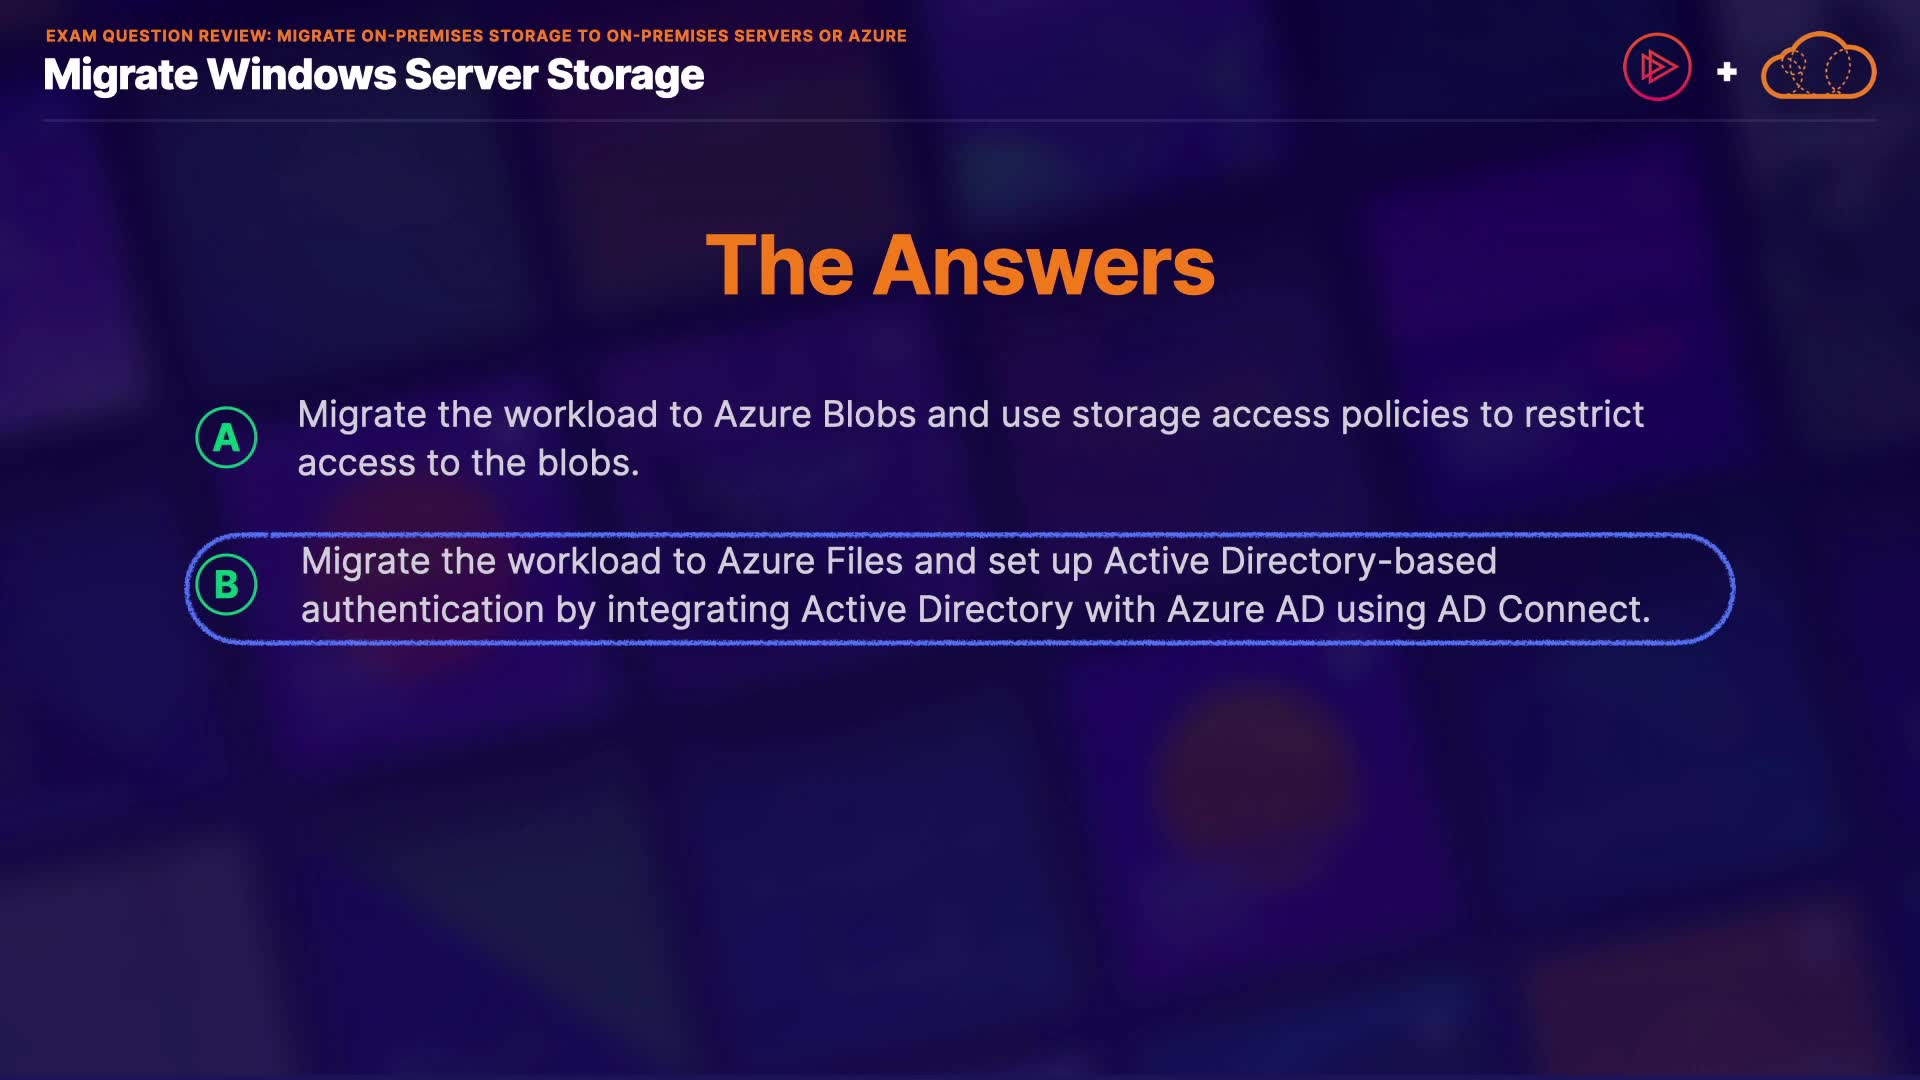 EXAM QUESTION REVIEW: MIGRATE ON-PREMISES STORAGE TO ON-PREMISES SERVERS OR AZURE
Migrate Windows Server Storage
The Answers
A
Migrate the workload to Azure Blobs and use storage access policies to restrict
access to the blobs.
B
Migrate the workload to Azure Files and set up Active Directory-based
authentication by integrating Active Directory with Azure AD using AD Connect.